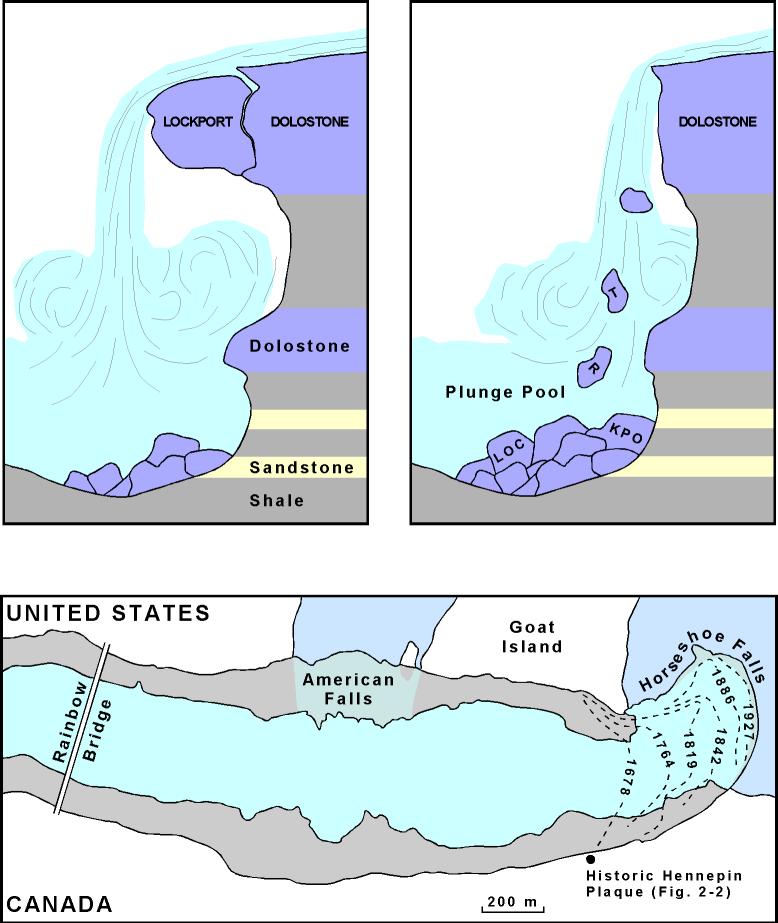 LOCKPORT DOLOSTONE
Dolostone
Sandstone
Shale
DOLOSTONE
T
R
Plunge Pool
LOC
KPO
UNITED STATES
Rainbow
Bridge
American
Falls
Goat
Island
Horseshoe Falls
1678
1764
1819
1842
1886
1927
Historic Hennepin
Plaque (Fig. 2-2)
200 m
CANADA